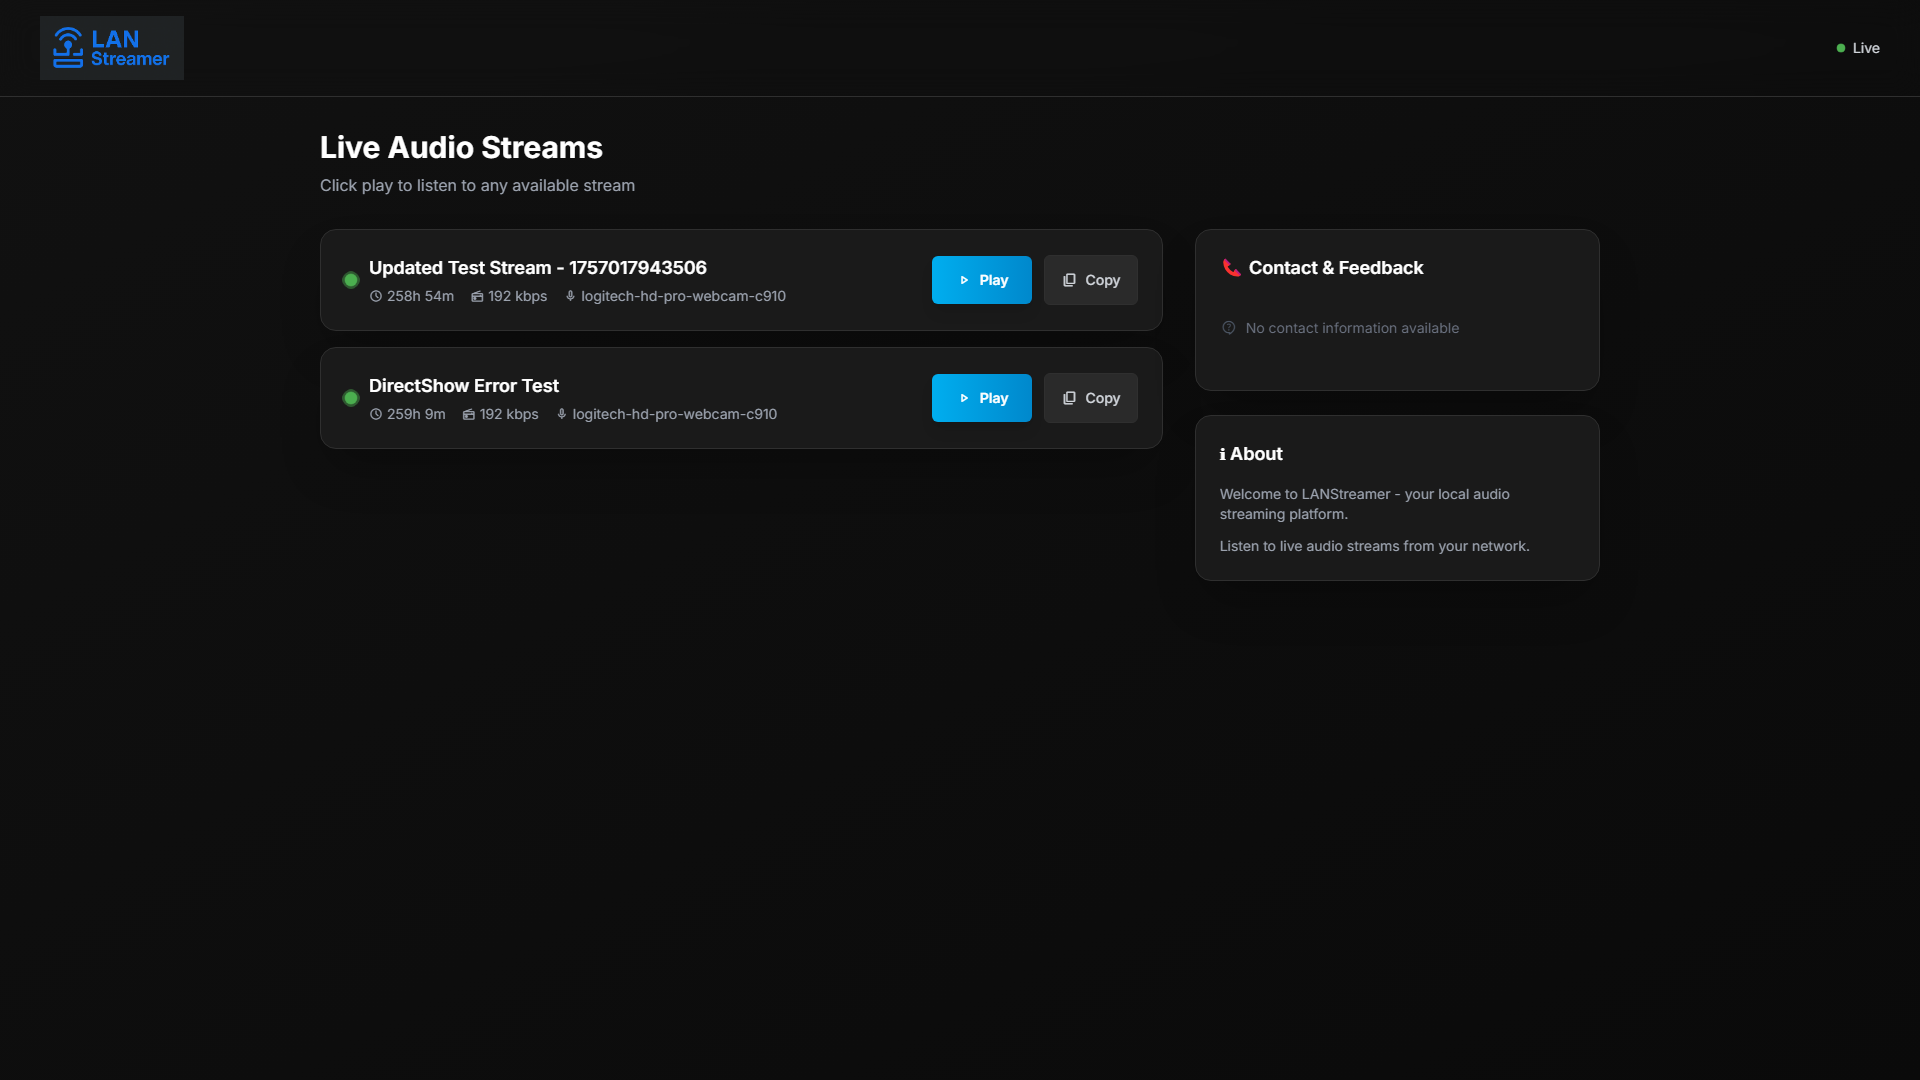 LAN
Streamer
Live
Live Audio Streams
Click play to listen to any available stream
Updated Test Stream - 1757017943506
258h 54m 192 kbps logitech-hd-pro-webcam-c910
Play
Copy
DirectShow Error Test
259h 9m 192 kbps logitech-hd-pro-webcam-c910
Play
Copy
Contact & Feedback
No contact information available
About
Welcome to LANStreamer - your local audio
streaming platform.
Listen to live audio streams from your network.